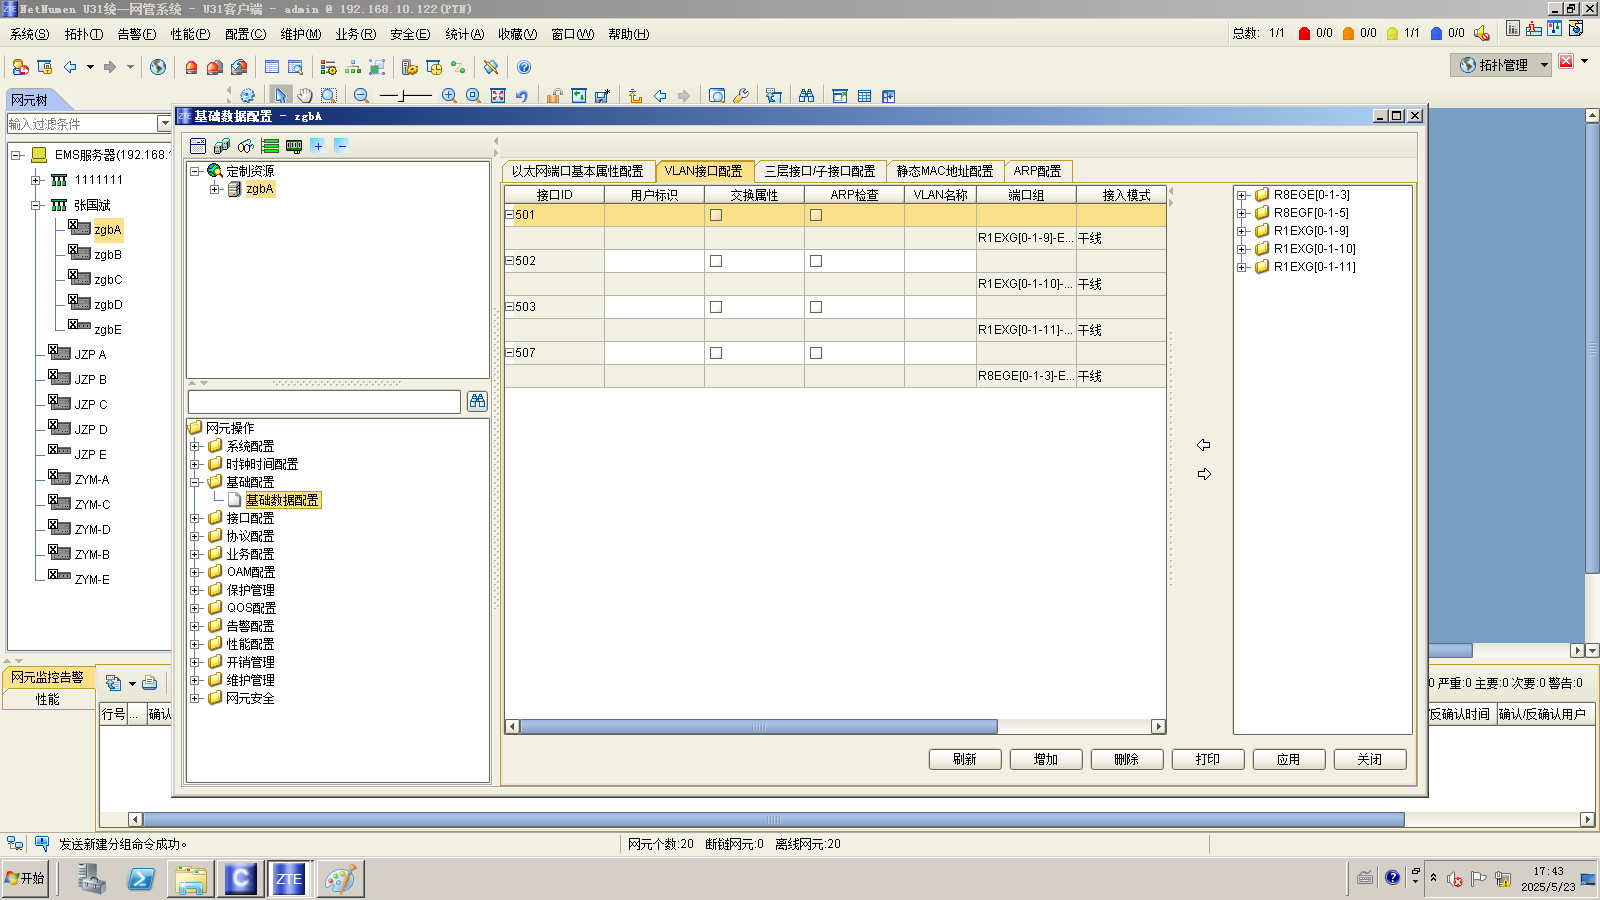 NetNumen U31统一网管系统 - U31客户端 - admin @ 192.168.10.122(PTN)
系统(S) 拓扑(T) 告警(F) 性能(P) 配置(C) 维护(M) 业务(R) 安全(E) 统计(A) 收藏(V) 窗口(W) 帮助(H)
总数: 1/1 0/0 0/0 1/1 0/0
拓扑管理
网元树
输入过滤条件
EMS服务器(192.168.1
1111111
张国斌
zgbA
zgbB
zgbC
zgbD
zgbE
JZP A
JZP B
JZP C
JZP D
JZP E
ZYM-A
ZYM-C
ZYM-D
ZYM-B
ZYM-E
基础数据配置 - zgbA
定制资源
zgbA
网元操作
系统配置
时钟时间配置
基础配置
基础数据配置
接口配置
协议配置
业务配置
OAM配置
保护管理
QOS配置
告警配置
性能配置
开销管理
维护管理
网元安全
以太网端口基本属性配置 VLAN接口配置 三层接口/子接口配置 静态MAC地址配置 ARP配置
接口ID 用户标识 交换属性 ARP检查 VLAN名称 端口组 接入模式
501
R1EXG[0-1-9]-E... 干线
502
R1EXG[0-1-10]-... 干线
503
R1EXG[0-1-11]-... 干线
507
R8EGE[0-1-3]-E... 干线
R8EGE[0-1-3]
R8EGF[0-1-5]
R1EXG[0-1-9]
R1EXG[0-1-10]
R1EXG[0-1-11]
刷新 增加 删除 打印 应用 关闭
网元监控告警
性能
0 严重:0 主要:0 次要:0 警告:0
行号 ... 确认
/反确认时间 确认/反确认用户
发送新建分组命令成功。
网元个数:20 断链网元:0 离线网元:20
开始
ZTE
17:43
2025/5/23